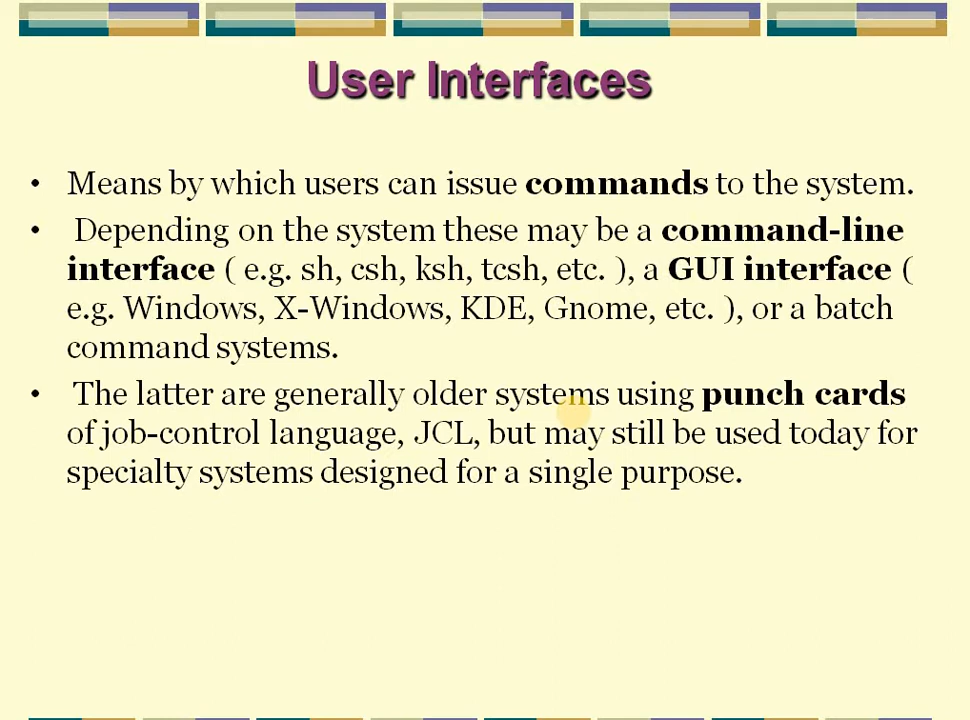 User Interfaces
• Means by which users can issue commands to the system.
• Depending on the system these may be a command-line
interface ( e.g. sh, csh, ksh, tcsh, etc. ), a GUI interface (
e.g. Windows, X-Windows, KDE, Gnome, etc. ), or a batch
command systems.
• The latter are generally older systems using punch cards
of job-control language, JCL, but may still be used today for
specialty systems designed for a single purpose.